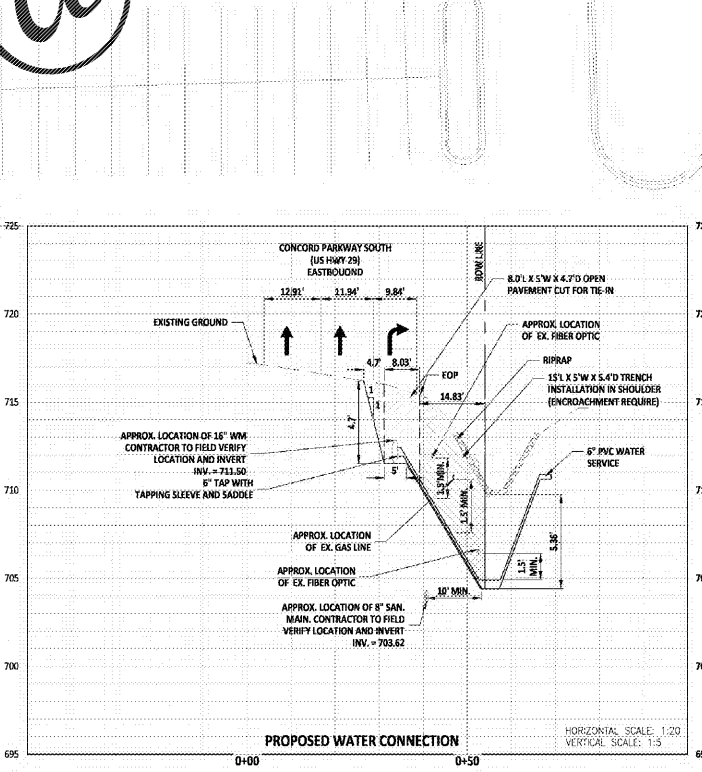 725
CONCORD PARKWAY SOUTH
(US HWY 29)
EASTBOUOND
ROW LINE
12.91'
11.94'
9.84'
8.0'L X 5'W X 4.7'D OPEN
PAVEMENT CUT FOR TIE-IN
720
EXISTING GROUND
APPROX. LOCATION
OF EX. FIBER OPTIC
4.7'
8.03'
RIPRAP
EOP
15'L X 5'W X 5.4'D TRENCH
INSTALLATION IN SHOULDER
(ENCROACHMENT REQUIRE)
1
1
14.83'
715
4.7'
APPROX. LOCATION OF 16" WM
CONTRACTOR TO FIELD VERIFY
LOCATION AND INVERT
INV. = 711.50
6" TAP WITH
TAPPING SLEEVE AND SADDLE
6" PVC WATER
SERVICE
5'
1.5' MIN.
1.5' MIN.
710
APPROX. LOCATION
OF EX. GAS LINE
5.36'
APPROX. LOCATION
OF EX. FIBER OPTIC
1.5'
MIN.
705
10' MIN.
APPROX. LOCATION OF 8" SAN.
MAIN. CONTRACTOR TO FIELD
VERIFY LOCATION AND INVERT
INV. = 703.62
700
HORIZONTAL SCALE: 1:20
VERTICAL SCALE: 1:5
PROPOSED WATER CONNECTION
695
0+00
0+50